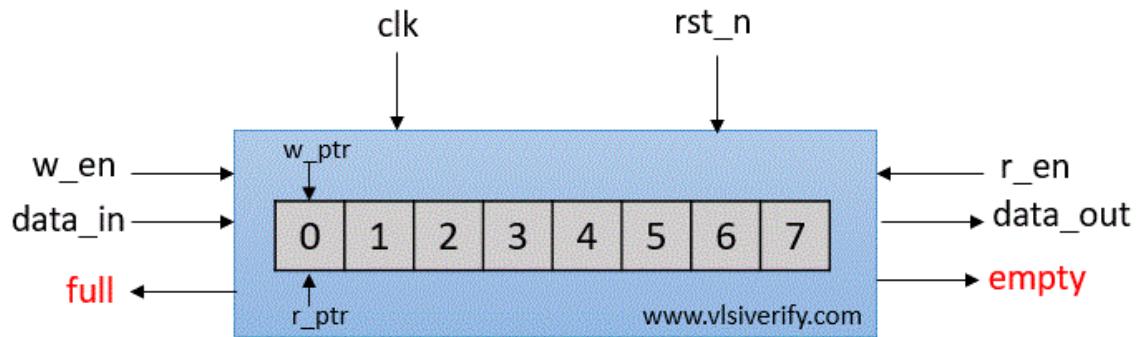 clk rst_n
w_ptr
w_en r_en
data_in 0 1 2 3 4 5 6 7 data_out
full empty
r_ptr www.vlsiverify.com